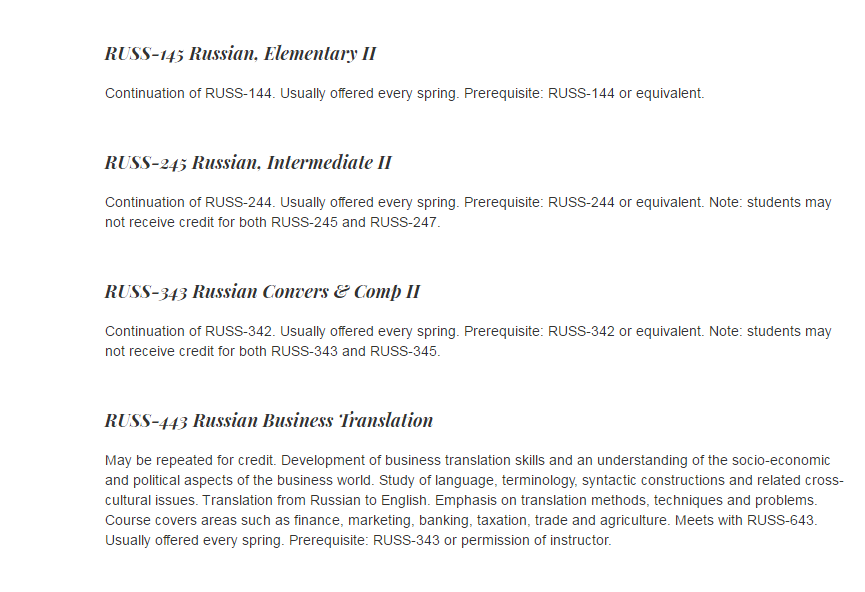 RUSS-145 Russian, Elementary II
Continuation of RUSS-144. Usually offered every spring. Prerequisite: RUSS-144 or equivalent.
RUSS-245 Russian, Intermediate II
Continuation of RUSS-244. Usually offered every spring. Prerequisite: RUSS-244 or equivalent. Note: students may
not receive credit for both RUSS-245 and RUSS-247.
RUSS-343 Russian Convers & Comp II
Continuation of RUSS-342. Usually offered every spring. Prerequisite: RUSS-342 or equivalent. Note: students may
not receive credit for both RUSS-343 and RUSS-345.
RUSS-443 Russian Business Translation
May be repeated for credit. Development of business translation skills and an understanding of the socio-economic
and political aspects of the business world. Study of language, terminology, syntactic constructions and related cross-
cultural issues. Translation from Russian to English. Emphasis on translation methods, techniques and problems.
Course covers areas such as finance, marketing, banking, taxation, trade and agriculture. Meets with RUSS-643.
Usually offered every spring. Prerequisite: RUSS-343 or permission of instructor.